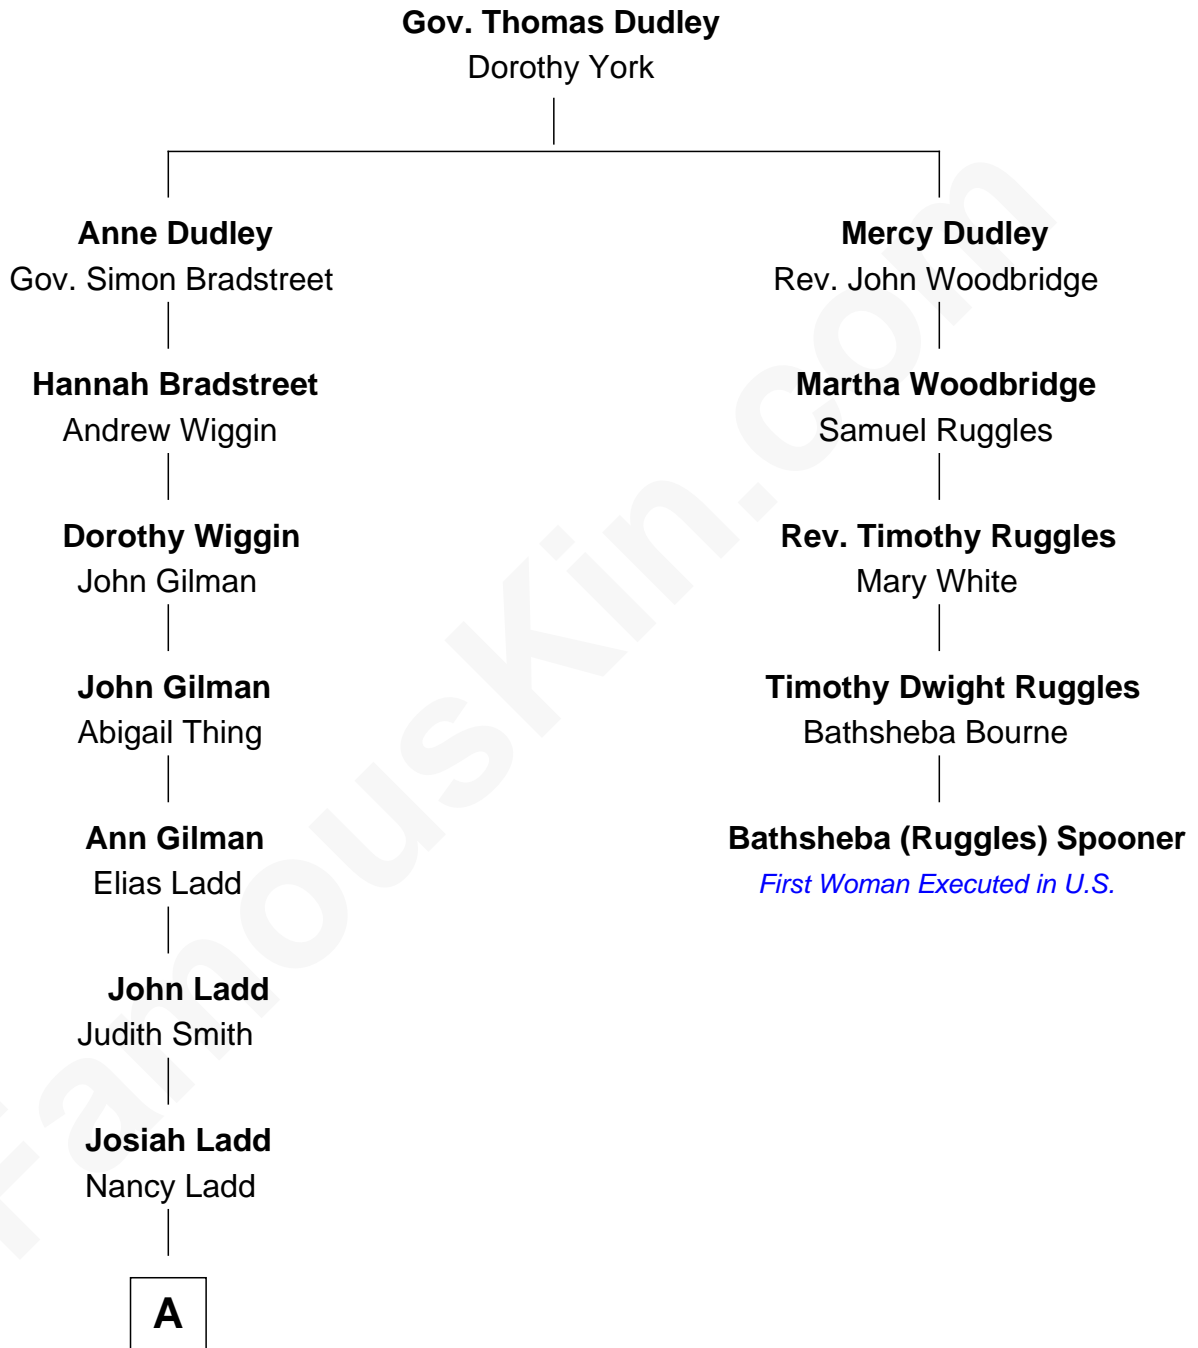 Gov. Thomas Dudley
Dorothy York
Anne Dudley
Gov. Simon Bradstreet
Mercy Dudley
Rev. John Woodbridge
Hannah Bradstreet
Andrew Wiggin
Martha Woodbridge
Samuel Ruggles
Dorothy Wiggin
John Gilman
Rev. Timothy Ruggles
Mary White
John Gilman
Abigail Thing
Timothy Dwight Ruggles
Bathsheba Bourne
Ann Gilman
Elias Ladd
Bathsheba (Ruggles) Spooner
First Woman Executed in U.S.
John Ladd
Judith Smith
Josiah Ladd
Nancy Ladd
A
FamousKin.com